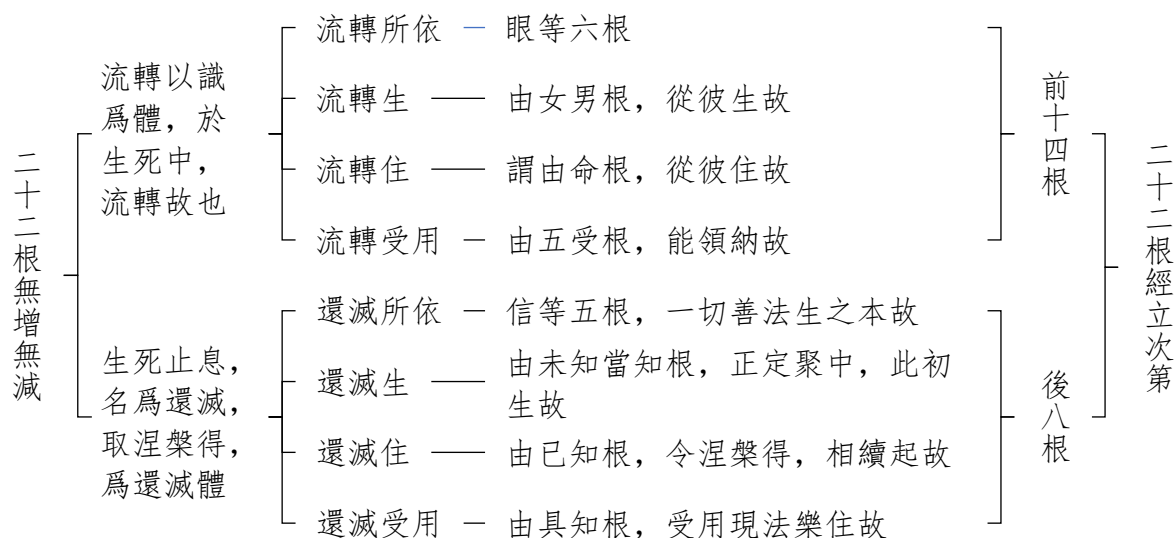 二十二根無增無減
流轉以識
爲體，於
生死中，
流轉故也
流轉所依 — 眼等六根
流轉生 —— 由女男根，從彼生故
流轉住 —— 謂由命根，從彼住故
流轉受用 — 由五受根，能領納故
前十四根
生死止息，
名爲還滅，
取涅槃得，
爲還滅體
還滅所依 — 信等五根，一切善法生之本故
還滅生 —— 由未知當知根，正定聚中，此初
生故
還滅住 —— 由已知根，令涅槃得，相續起故
還滅受用 — 由具知根，受用現法樂住故
後八根
二十二根經立次第